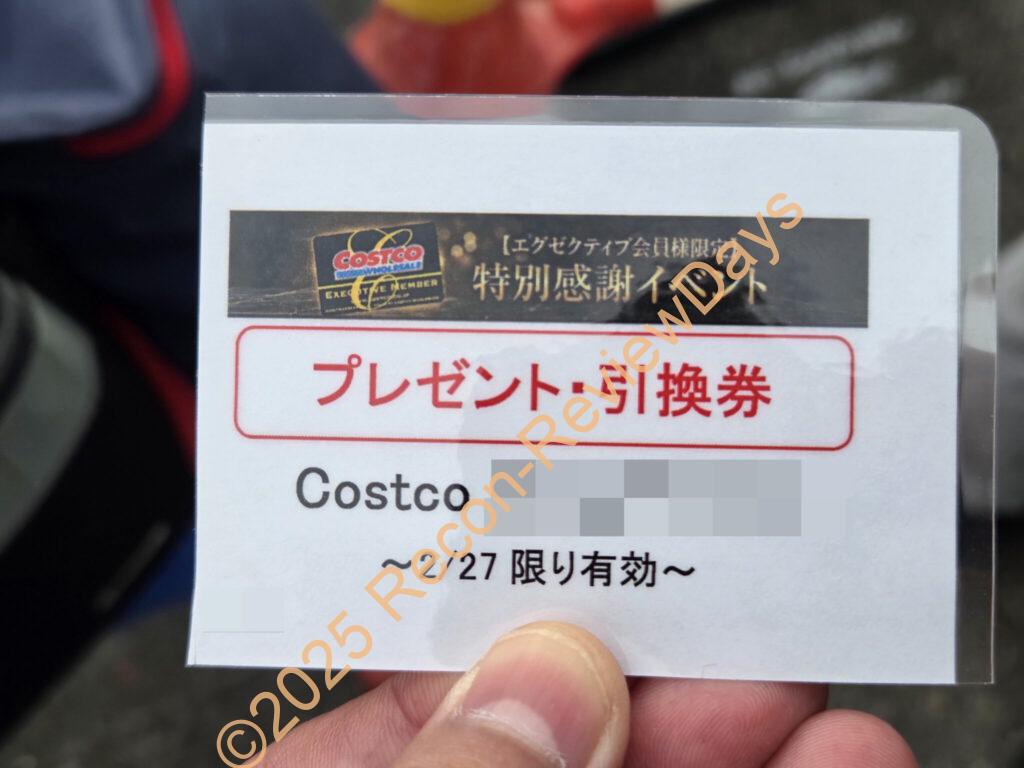 【エグゼクティブ会員様限定】
特別感謝イベント
COSTCO
WHOLESALE
EXECUTIVE MEMBER
プレゼント・引換券
Costco
～2/27 限り有効～
©2025 Recon-ReviewDays